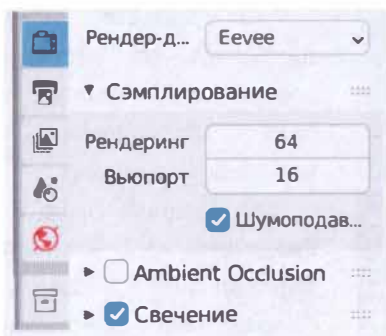 Рендер-д... Eevee
Сэмплирование
Рендеринг 64
Вьюпорт 16
Шумоподав...
Ambient Occlusion
Свечение